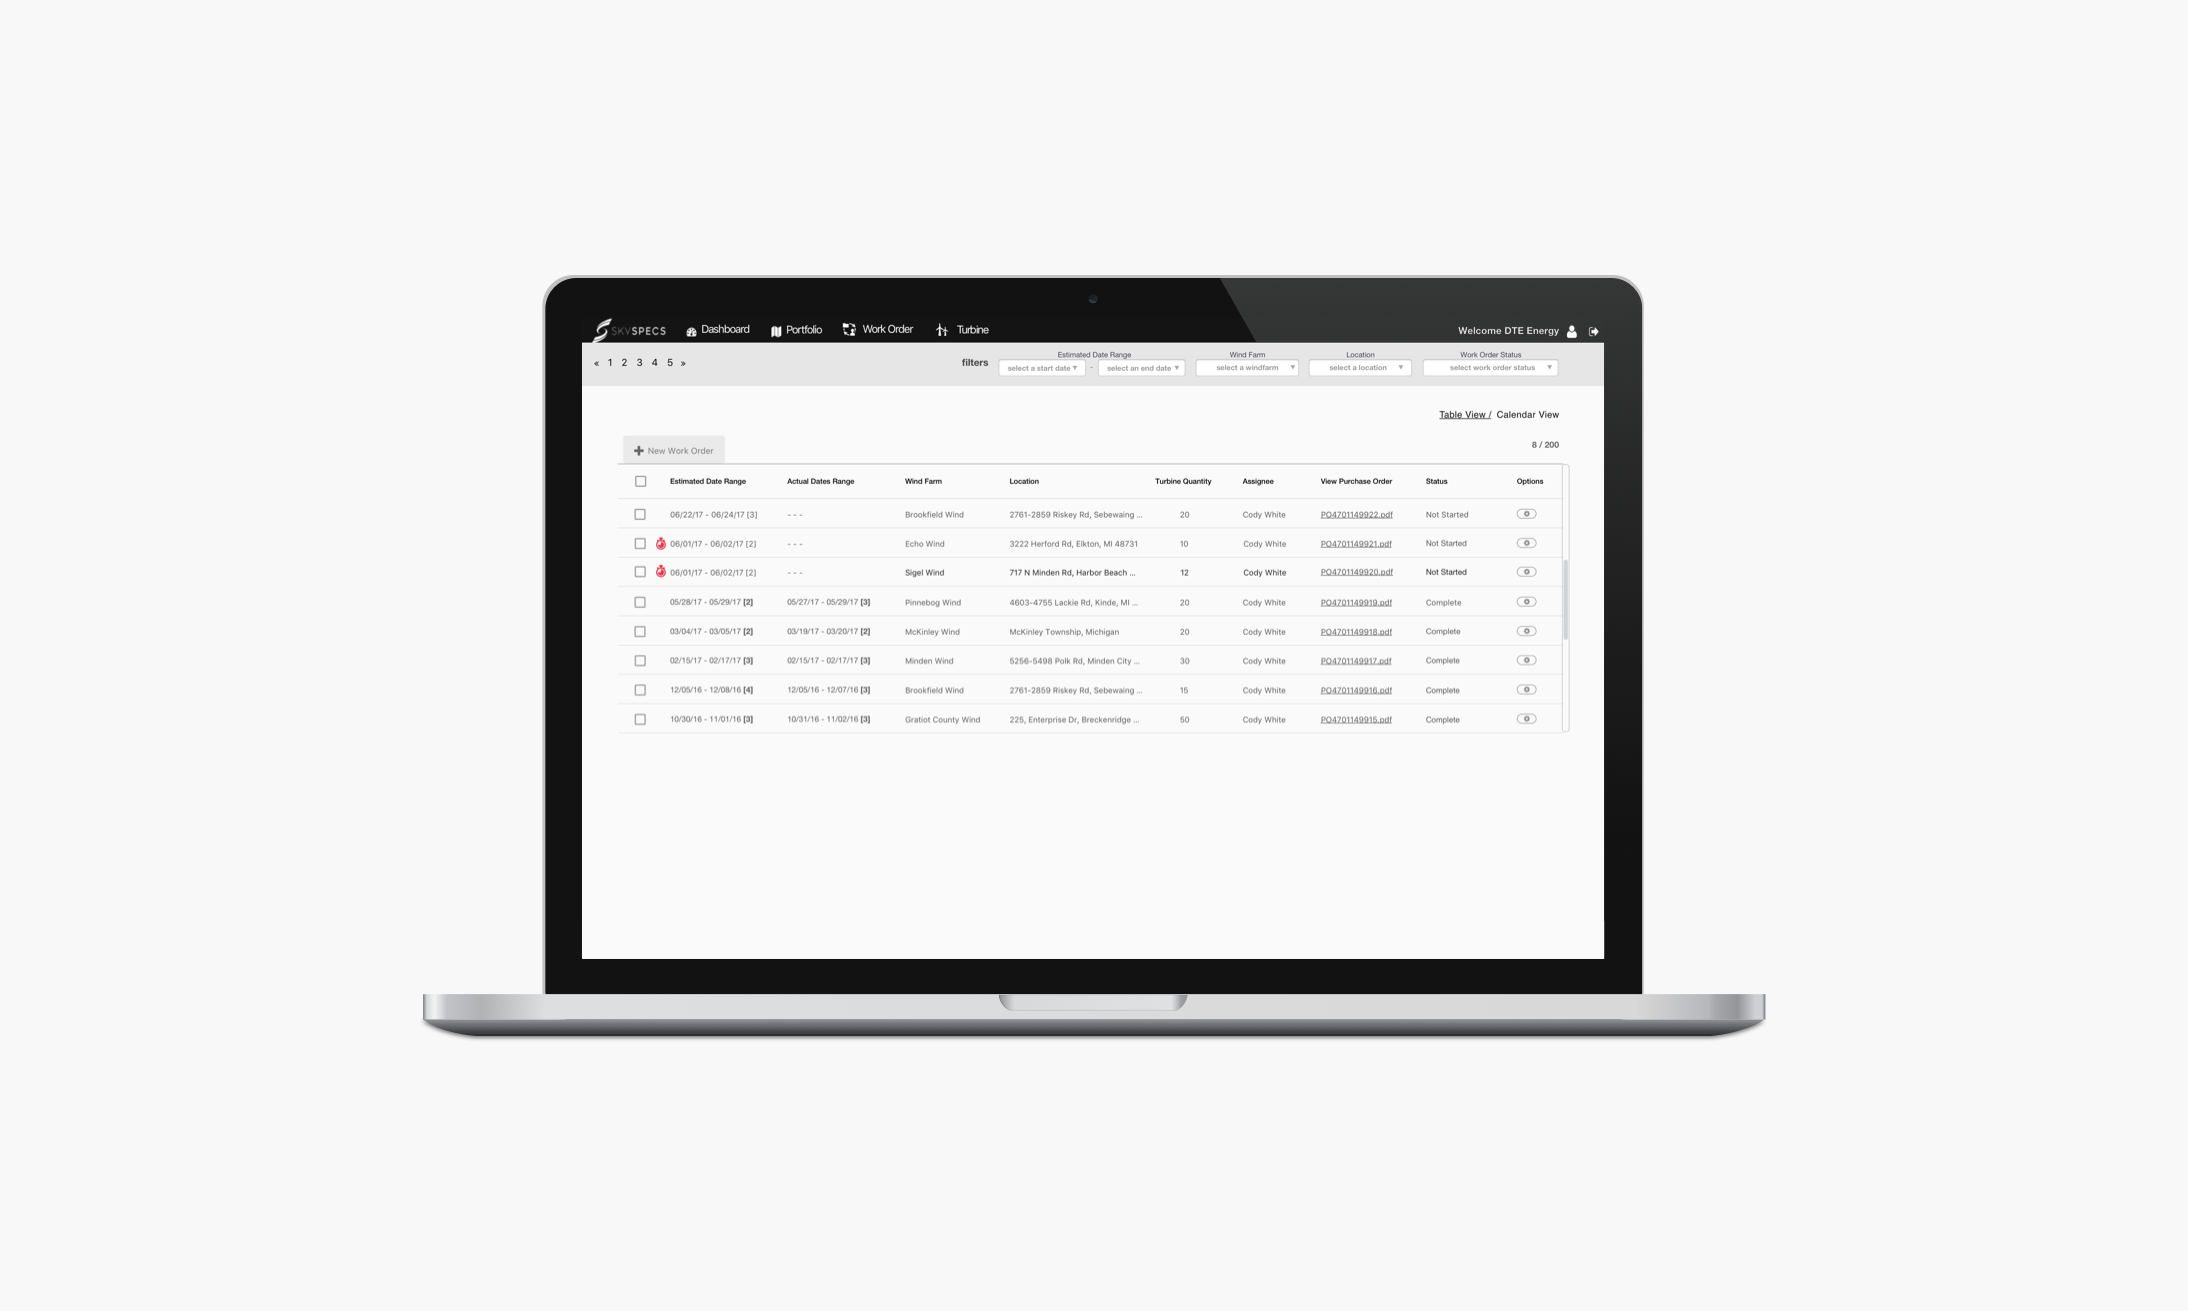 SKYSPECS Dashboard Portfolio Work Order Turbine Welcome DTE Energy
« 1 2 3 4 5 »
filters
Estimated Date Range Wind Farm Location Work Order Status
select a start date ▼ - select an end date ▼ select a windfarm ▼ select a location ▼ select work order status ▼
Table View / Calendar View
8 / 200
New Work Order
Estimated Date Range Actual Dates Range Wind Farm Location Turbine Quantity Assignee View Purchase Order Status Options
06/22/17 - 06/24/17 [3] - - - Brookfield Wind 2761-2859 Riskey Rd, Sebewaing ... 20 Cody White PO4701149922.pdf Not Started
06/01/17 - 06/02/17 [2] - - - Echo Wind 3222 Herford Rd, Elkton, MI 48731 10 Cody White PO4701149921.pdf Not Started
06/01/17 - 06/02/17 [2] - - - Sigel Wind 717 N Minden Rd, Harbor Beach ... 12 Cody White PO4701149920.pdf Not Started
05/28/17 - 05/29/17 [2] 05/27/17 - 05/29/17 [3] Pinnebog Wind 4603-4755 Lackie Rd, Kinde, MI ... 20 Cody White PO4701149919.pdf Complete
03/04/17 - 03/05/17 [2] 03/19/17 - 03/20/17 [2] McKinley Wind McKinley Township, Michigan 20 Cody White PO4701149918.pdf Complete
02/15/17 - 02/17/17 [3] 02/15/17 - 02/17/17 [3] Minden Wind 5256-5498 Polk Rd, Minden City ... 30 Cody White PO4701149917.pdf Complete
12/05/16 - 12/08/16 [4] 12/05/16 - 12/07/16 [3] Brookfield Wind 2761-2859 Riskey Rd, Sebewaing ... 15 Cody White PO4701149916.pdf Complete
10/30/16 - 11/01/16 [3] 10/31/16 - 11/02/16 [3] Gratiot County Wind 225, Enterprise Dr, Breckenridge ... 50 Cody White PO4701149915.pdf Complete